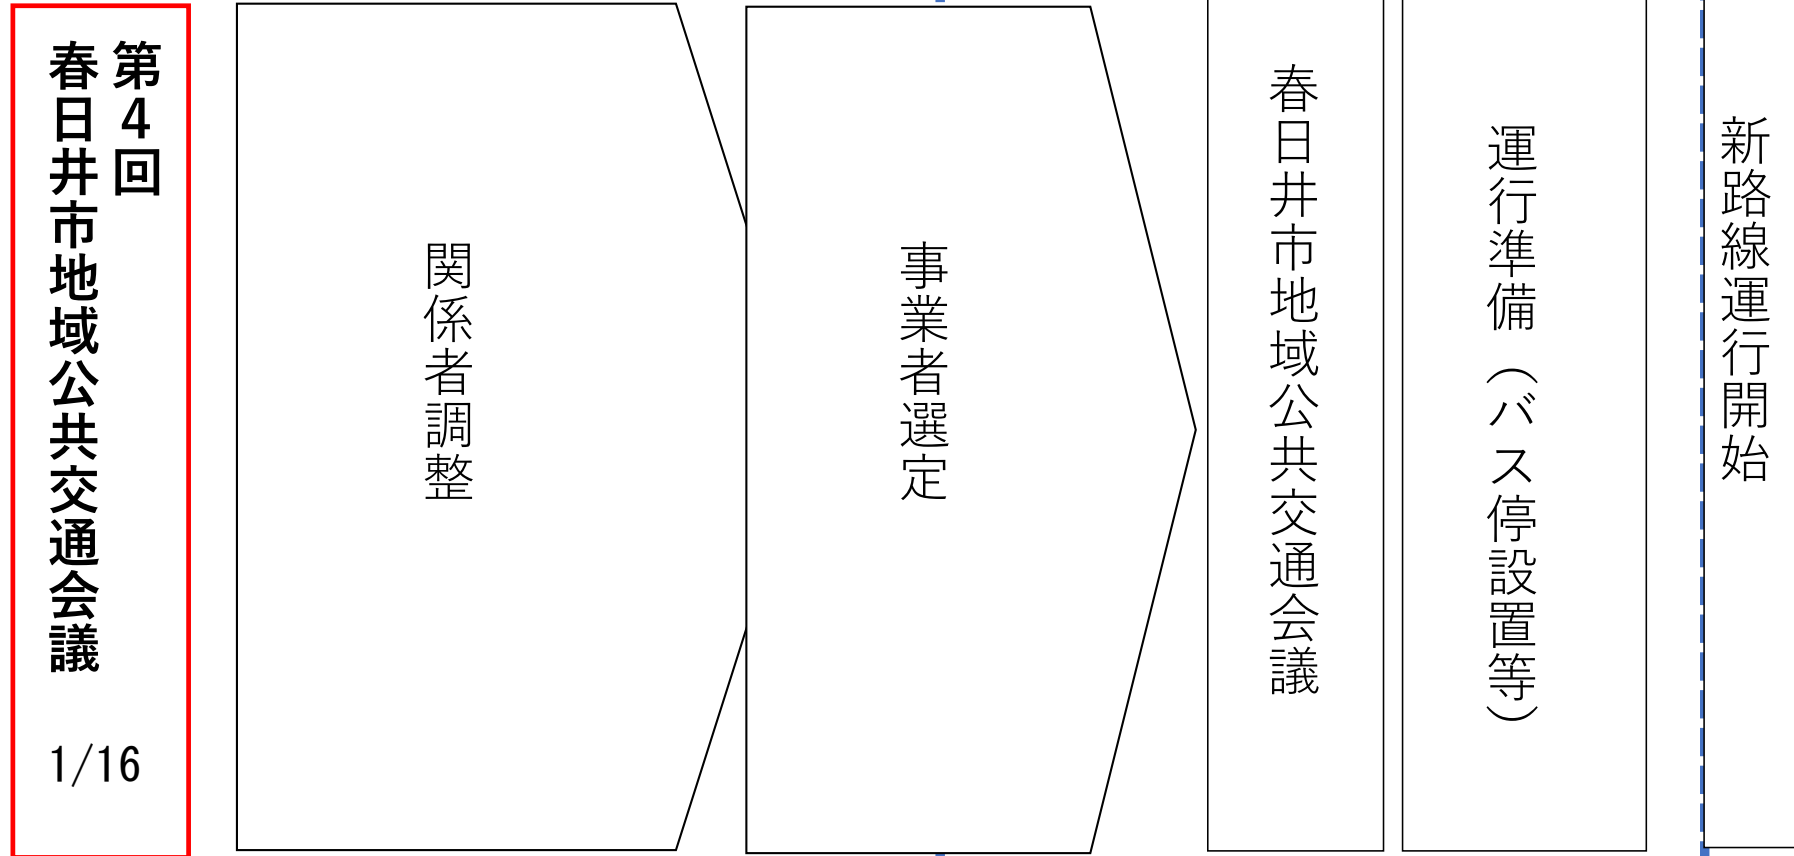 第4回
春日井市地域公共交通会議
1/16
関係者調整
事業者選定
春日井市地域公共交通会議
運行準備（バス停設置等）
新路線運行開始